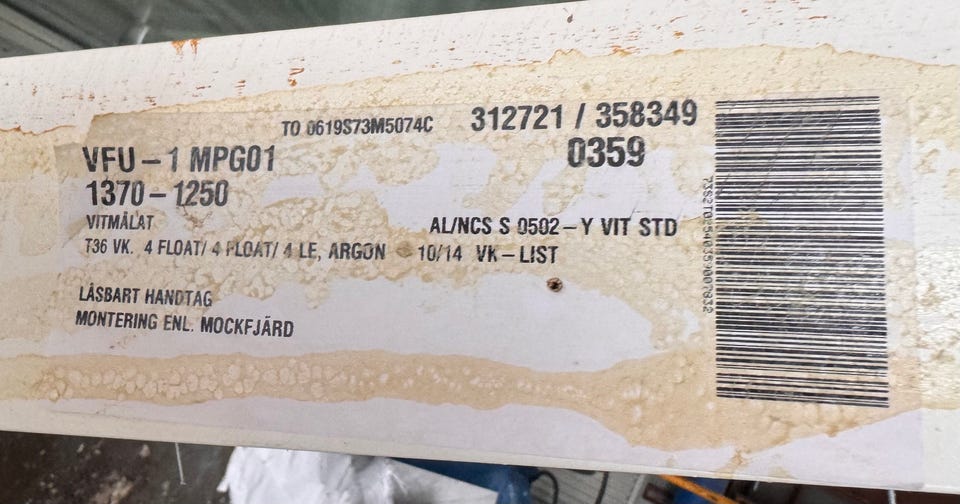 TO 0619S73M5074C
312721 / 358349
0359
VFU - 1 MPG01
1370 - 1250
VITMÅLAT
AL/NCS S 0502-Y VIT STD
T36 VK. 4 FLOAT/ 4 FLOAT/ 4 LE, ARGON 10/14 VK-LIST
LÅSBART HANDTAG
MONTERING ENL. MOCKFJÄRD